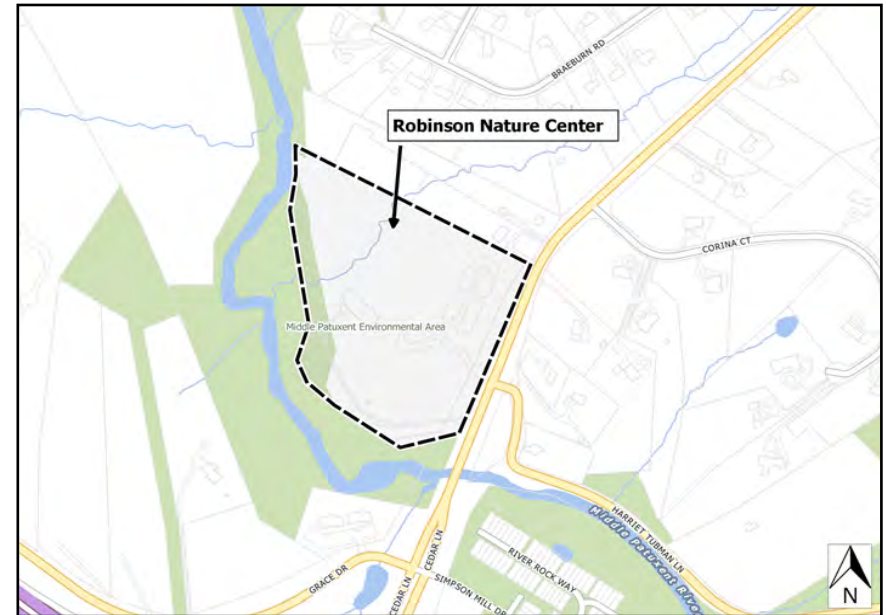 BRAEBURN RD
Robinson Nature Center
CORINA CT
Middle Patuxent Environmental Area
HARRIET TUBMAN LN
Middle Patuxent River
CEDAR LN
RIVER ROCK WAY
GRACE DR
CEDAR LN
SIMPSON MILL DR
N